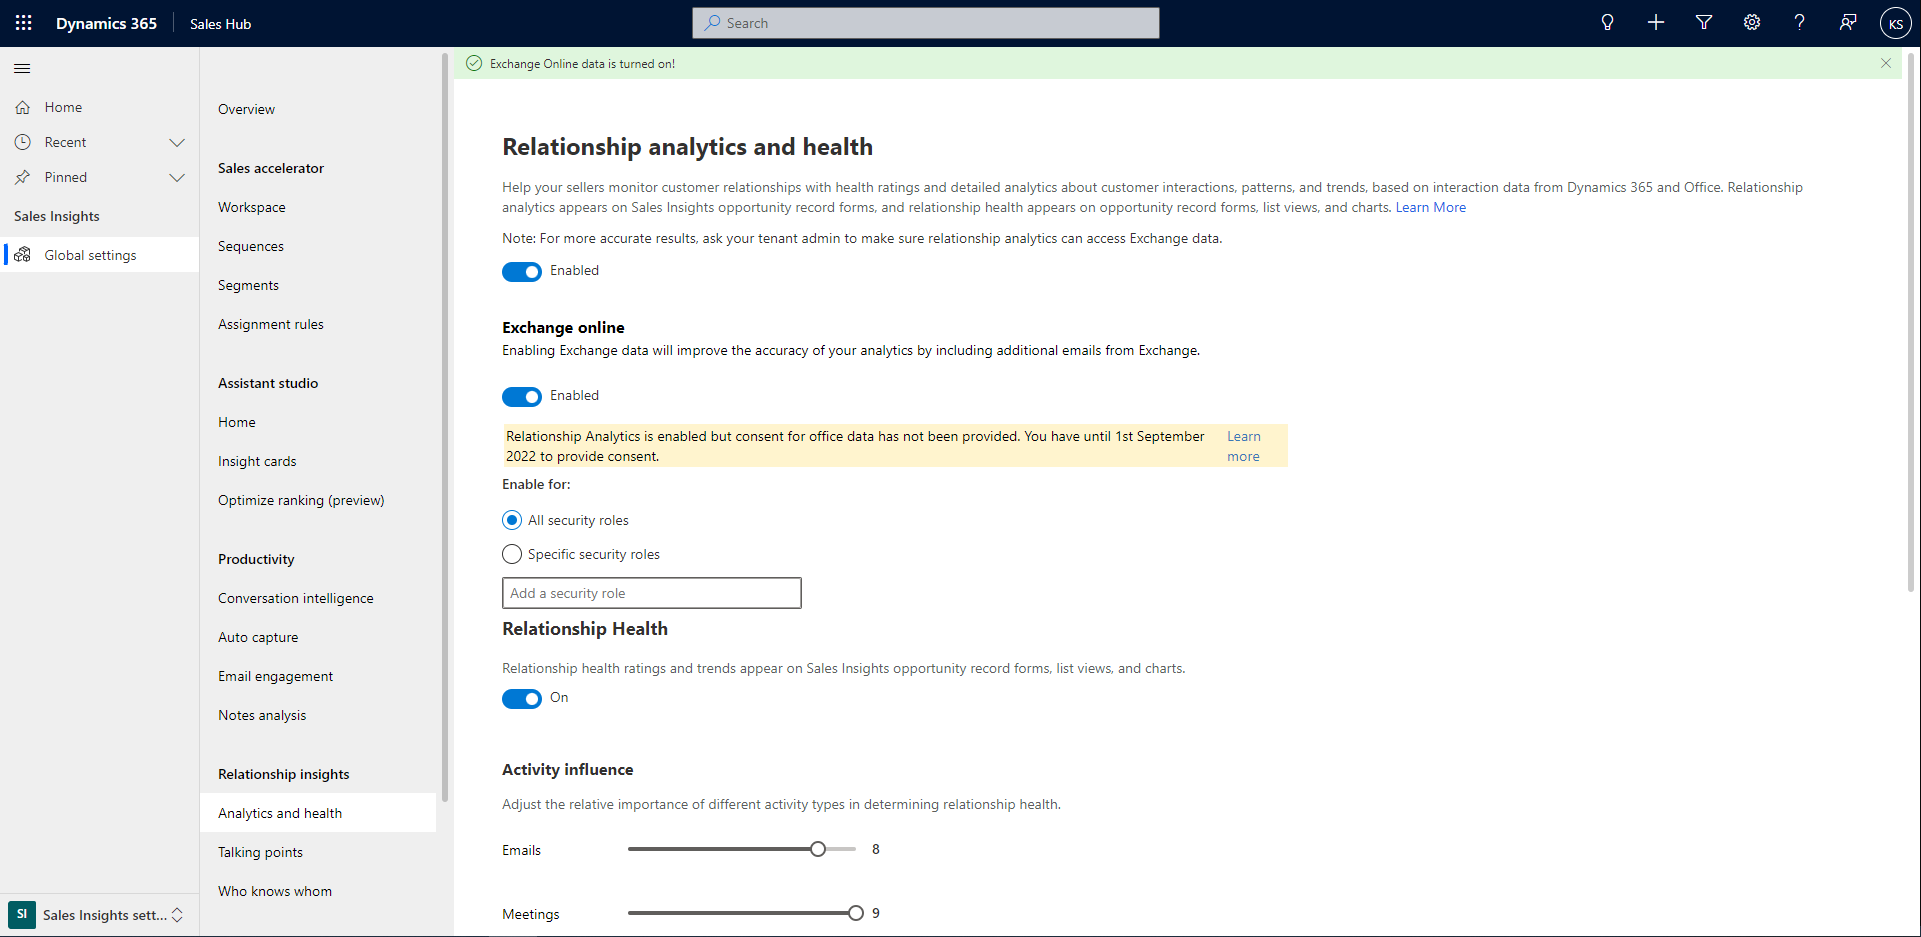 Dynamics 365
Sales Hub
Search
KS
Home
Recent
Pinned
Sales Insights
Global settings
SI
Sales Insights sett...
Overview
Sales accelerator
Workspace
Sequences
Segments
Assignment rules
Assistant studio
Home
Insight cards
Optimize ranking (preview)
Productivity
Conversation intelligence
Auto capture
Email engagement
Notes analysis
Relationship insights
Analytics and health
Talking points
Who knows whom
Exchange Online data is turned on!
Relationship analytics and health
Help your sellers monitor customer relationships with health ratings and detailed analytics about customer interactions, patterns, and trends, based on interaction data from Dynamics 365 and Office. Relationship
analytics appears on Sales Insights opportunity record forms, and relationship health appears on opportunity record forms, list views, and charts. Learn More
Note: For more accurate results, ask your tenant admin to make sure relationship analytics can access Exchange data.
Enabled
Exchange online
Enabling Exchange data will improve the accuracy of your analytics by including additional emails from Exchange.
Enabled
Relationship Analytics is enabled but consent for office data has not been provided. You have until 1st September
2022 to provide consent.
Learn
more
Enable for:
All security roles
Specific security roles
Add a security role
Relationship Health
Relationship health ratings and trends appear on Sales Insights opportunity record forms, list views, and charts.
On
Activity influence
Adjust the relative importance of different activity types in determining relationship health.
Emails 8
Meetings 9